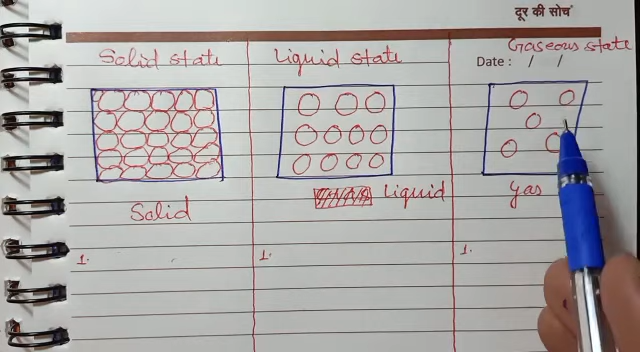 दूर की सोच
Solid state
Liquid state
Gaseous state
Date : / /
Solid
Liquid
Gas
1.
1.
1.